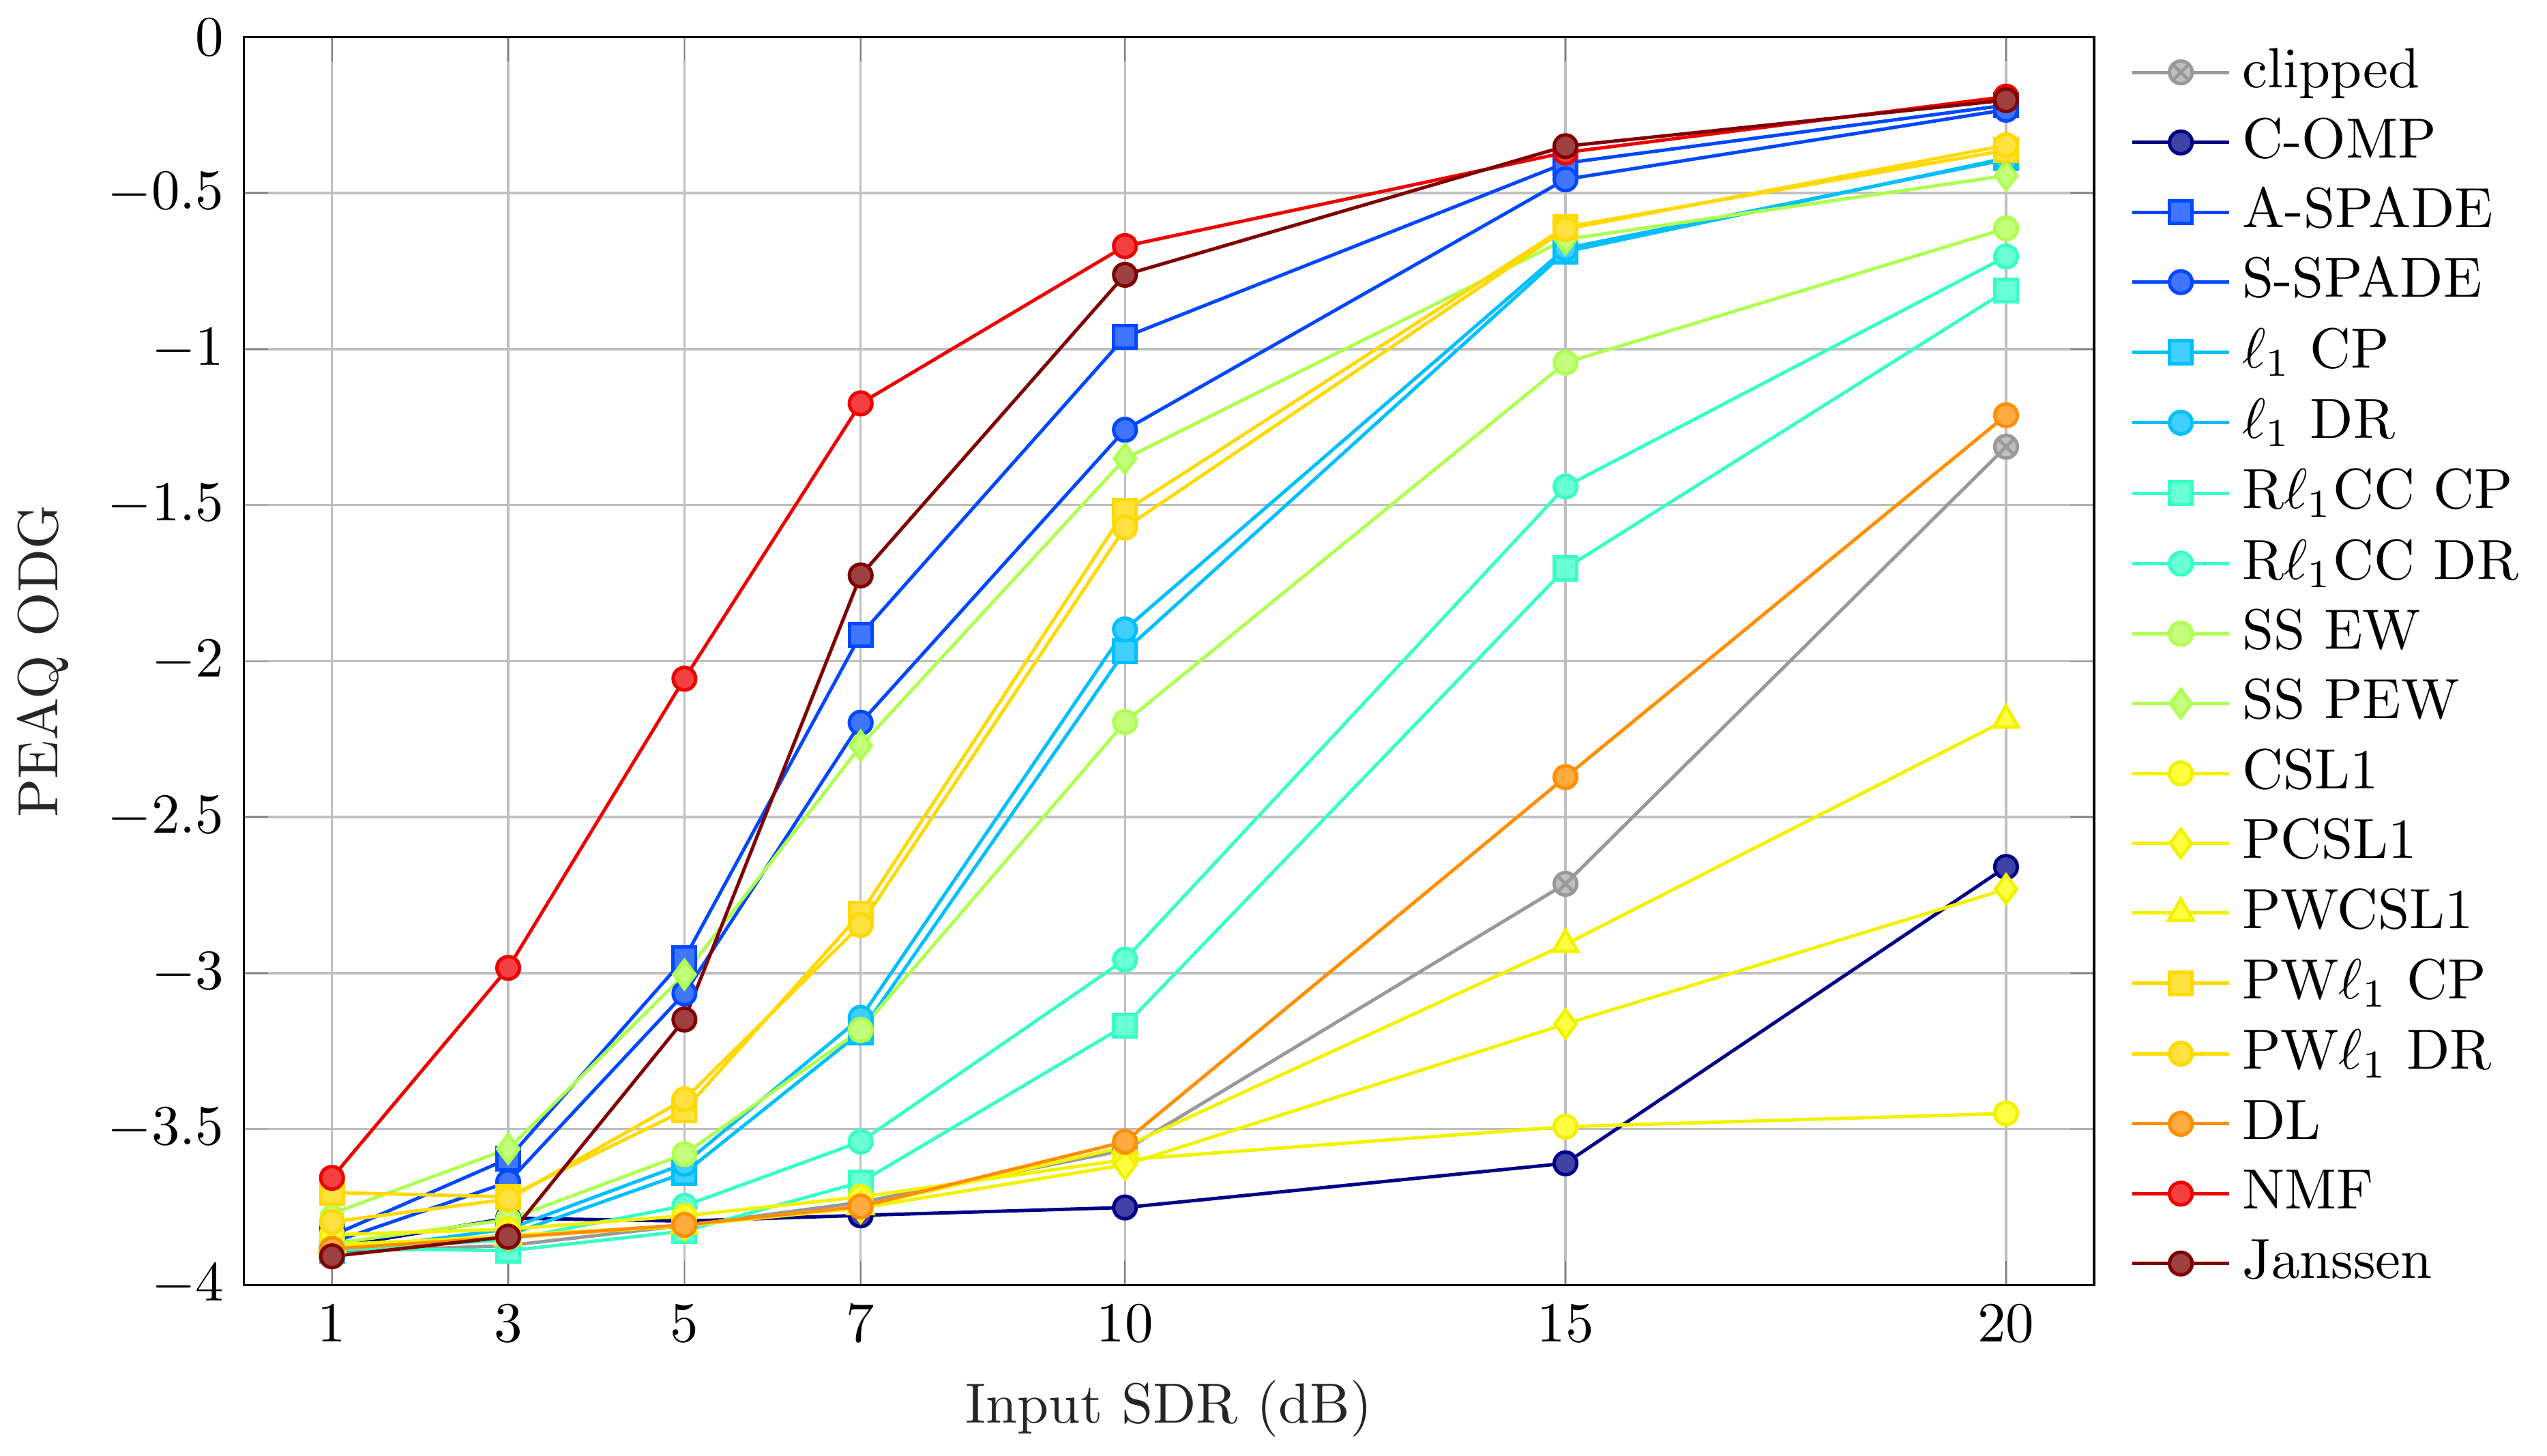 0
−0.5
−1
−1.5
−2
−2.5
−3
−3.5
−4
PEAQ ODG
1 3 5 7 10 15 20
Input SDR (dB)
clipped
C-OMP
A-SPADE
S-SPADE
ℓ₁ CP
ℓ₁ DR
Rℓ₁CC CP
Rℓ₁CC DR
SS EW
SS PEW
CSL1
PCSL1
PWCSL1
PWℓ₁ CP
PWℓ₁ DR
DL
NMF
Janssen